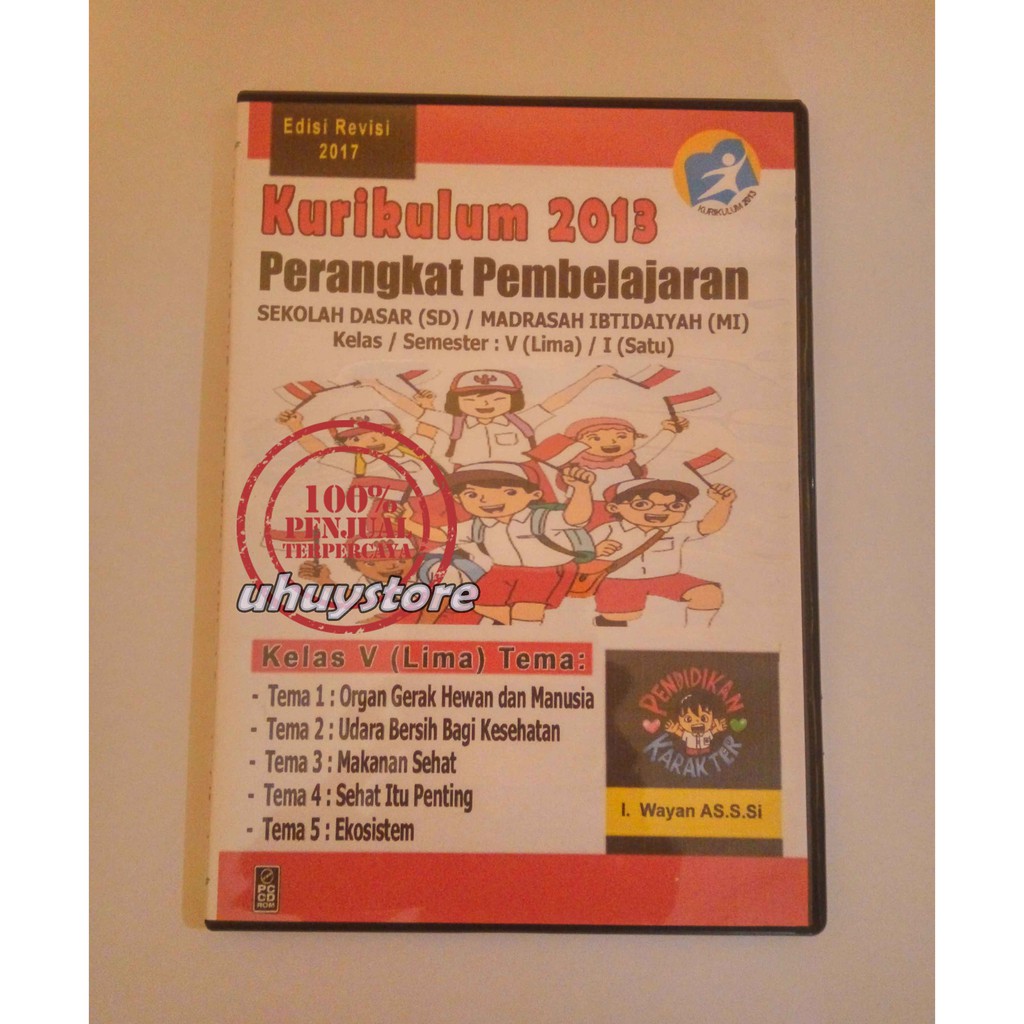 Edisi Revisi
2017
KURIKULUM 2013
Kurikulum 2013
Perangkat Pembelajaran
SEKOLAH DASAR (SD) / MADRASAH IBTIDAIYAH (MI)
Kelas / Semester : V (Lima) / I (Satu)
100%
PENJUAL
TERPERCAYA
uhuystore
Kelas V (Lima) Tema:
- Tema 1 : Organ Gerak Hewan dan Manusia
- Tema 2 : Udara Bersih Bagi Kesehatan
- Tema 3 : Makanan Sehat
- Tema 4 : Sehat Itu Penting
- Tema 5 : Ekosistem
PENDIDIKAN
KARAKTER
I. Wayan AS.S.Si
PC
CD
ROM